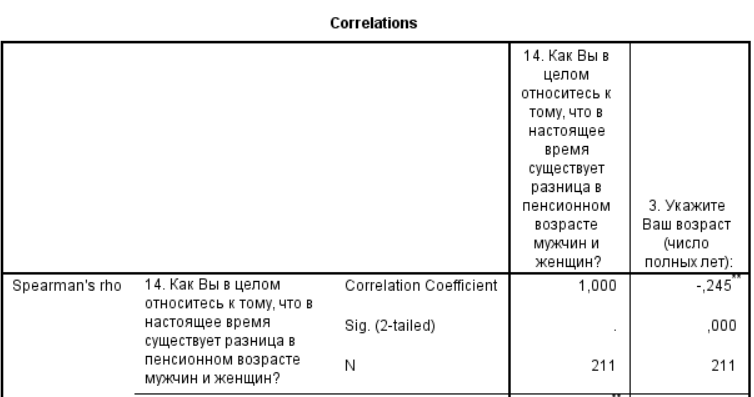 Correlations
14. Как Вы в
целом
относитесь к
тому, что в
настоящее
время
существует
разница в
пенсионном
возрасте
мужчин и
женщин?
3. Укажите
Ваш возраст
(число
полных лет):
Spearman's rho
14. Как Вы в целом
относитесь к тому, что в
настоящее время
существует разница в
пенсионном возрасте
мужчин и женщин?
Correlation Coefficient 1,000 -,245**
Sig. (2-tailed) . ,000
N 211 211
**